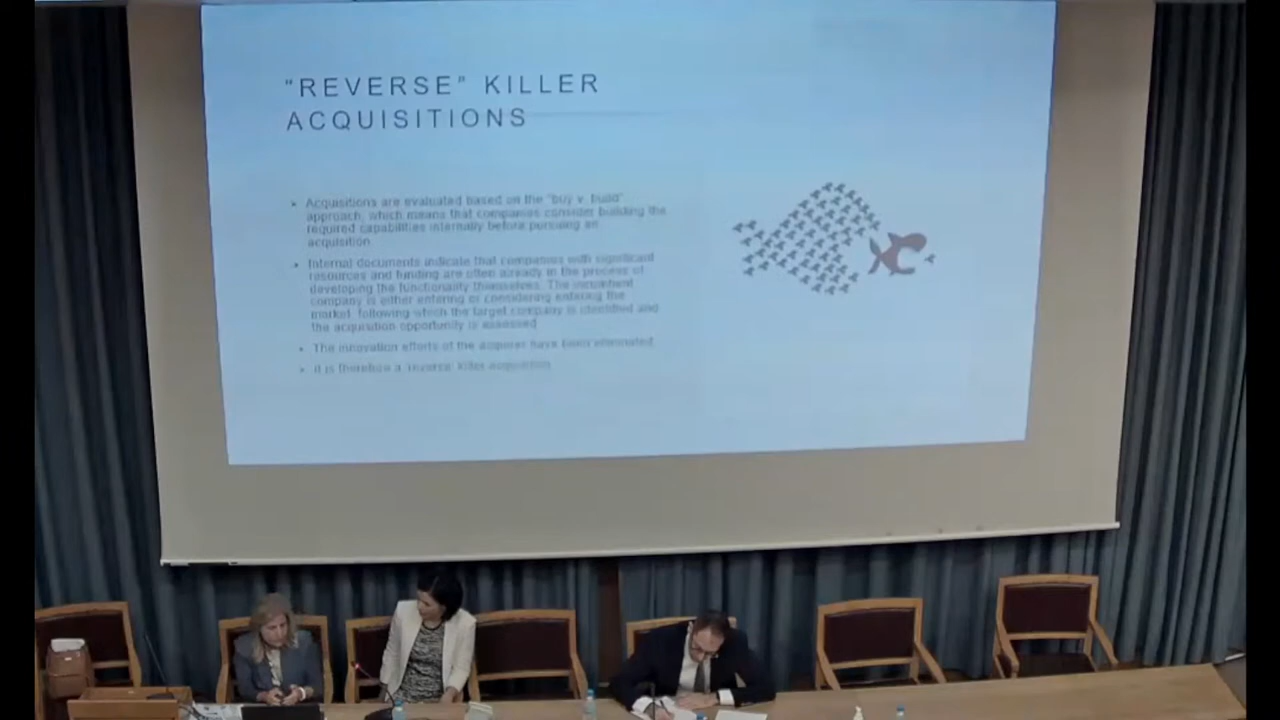 "REVERSE" KILLER
ACQUISITIONS
Acquisitions are evaluated based on the "buy v. build"
approach, which means that companies consider building the
required capabilities internally before pursuing an
acquisition
Internal documents indicate that companies with significant
resources and funding are often already in the process of
developing the functionality themselves. The incumbent
company is either entering or considering entering the
market, following which the target company is identified and
the acquisition opportunity is assessed
The innovation efforts of the acquirer have been eliminated
It is therefore a 'reverse' killer acquisition